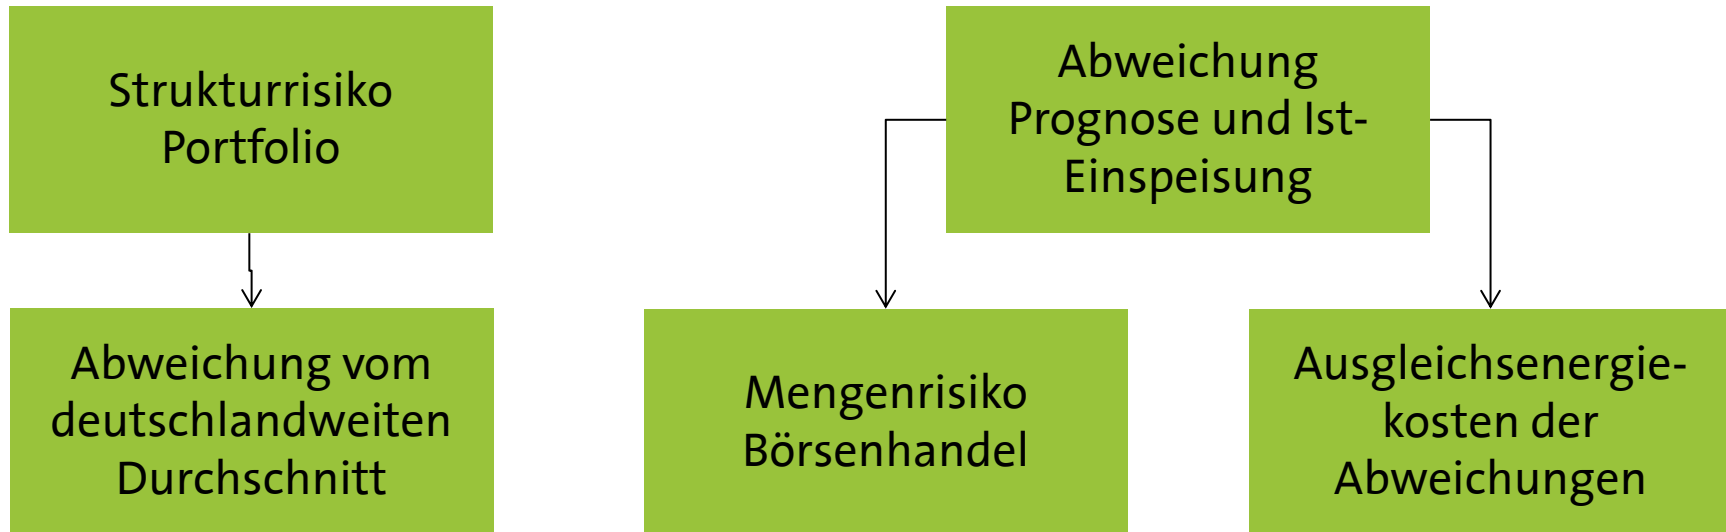 Strukturrisiko
Portfolio
Abweichung
Prognose und Ist-
Einspeisung
Abweichung vom
deutschlandweiten
Durchschnitt
Mengenrisiko
Börsenhandel
Ausgleichsenergie-
kosten der
Abweichungen